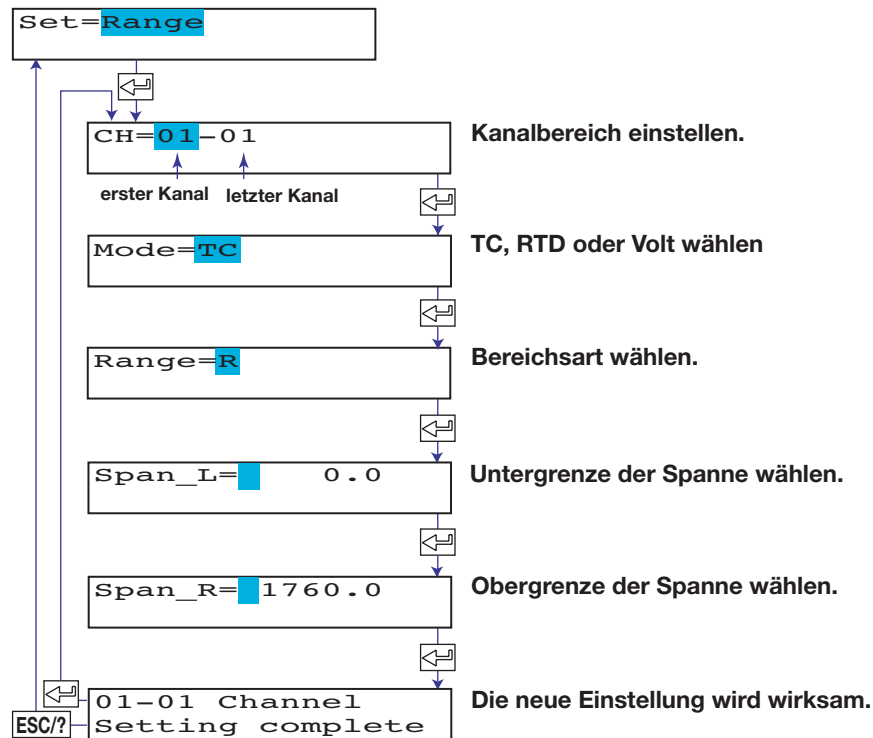 Set=Range
CH=01-01
Kanalbereich einstellen.
erster Kanal letzter Kanal
Mode=TC
TC, RTD oder Volt wählen
Range=R
Bereichsart wählen.
Span_L= 0.0
Untergrenze der Spanne wählen.
Span_R= 1760.0
Obergrenze der Spanne wählen.
01-01 Channel
Die neue Einstellung wird wirksam.
ESC/?
Setting complete